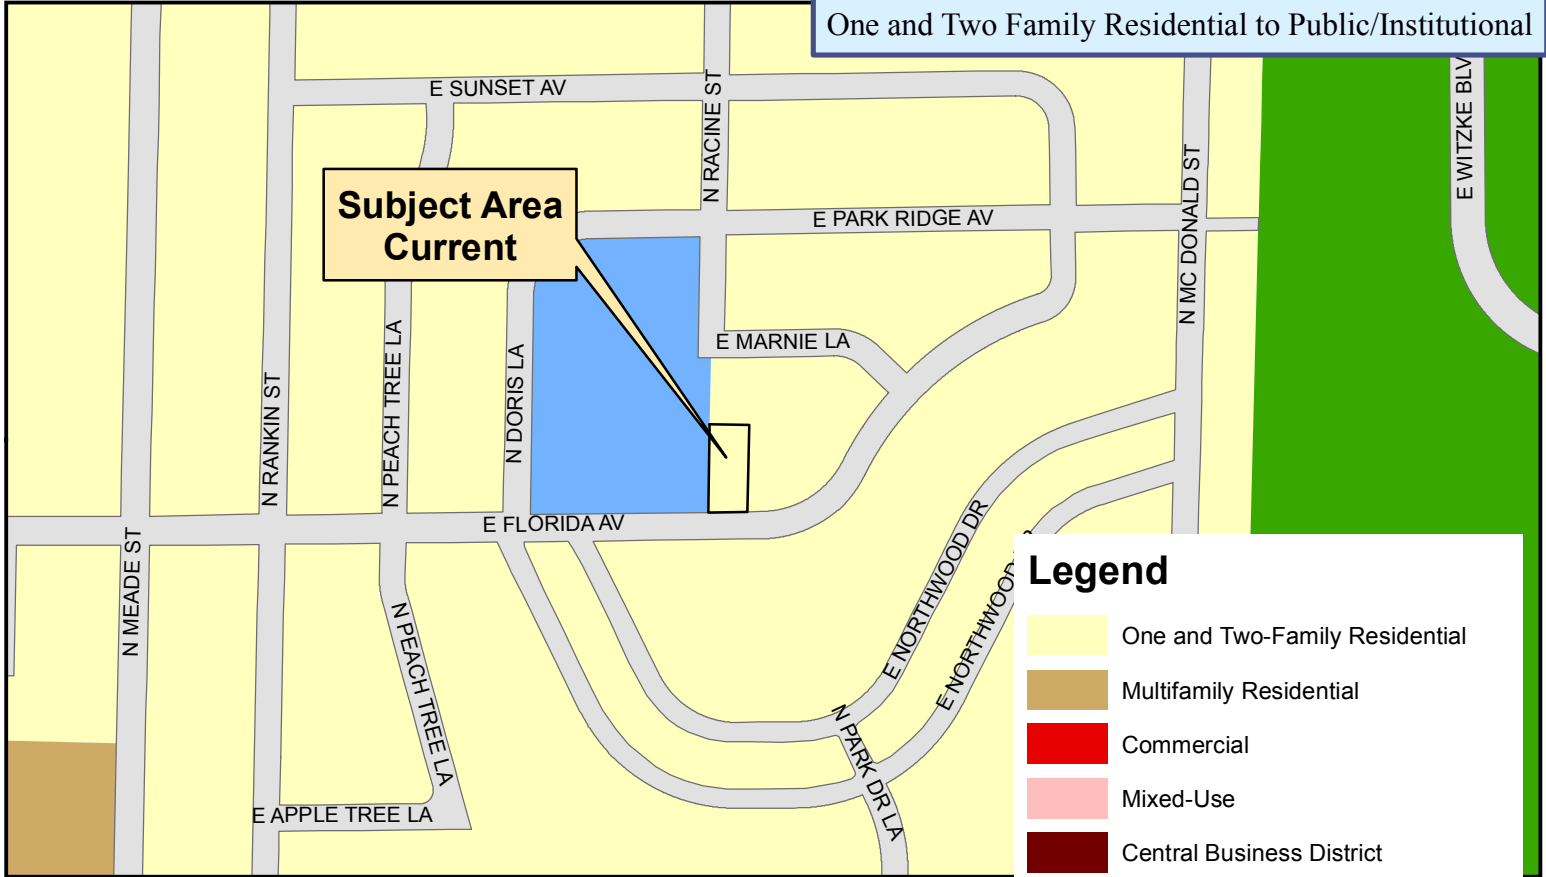 One and Two Family Residential to Public/Institutional
E SUNSET AV
N RACINE ST
E WITZKE BLV
N MC DONALD ST
Subject Area
Current
E PARK RIDGE AV
E MARNIE LA
N PEACH TREE LA
N DORIS LA
N RANKIN ST
E FLORIDA AV
N MEADE ST
E NORTHWOOD DR
E NORTHWOOD
N PEACH TREE LA
N PARK DR LA
E APPLE TREE LA
Legend
One and Two-Family Residential
Multifamily Residential
Commercial
Mixed-Use
Central Business District